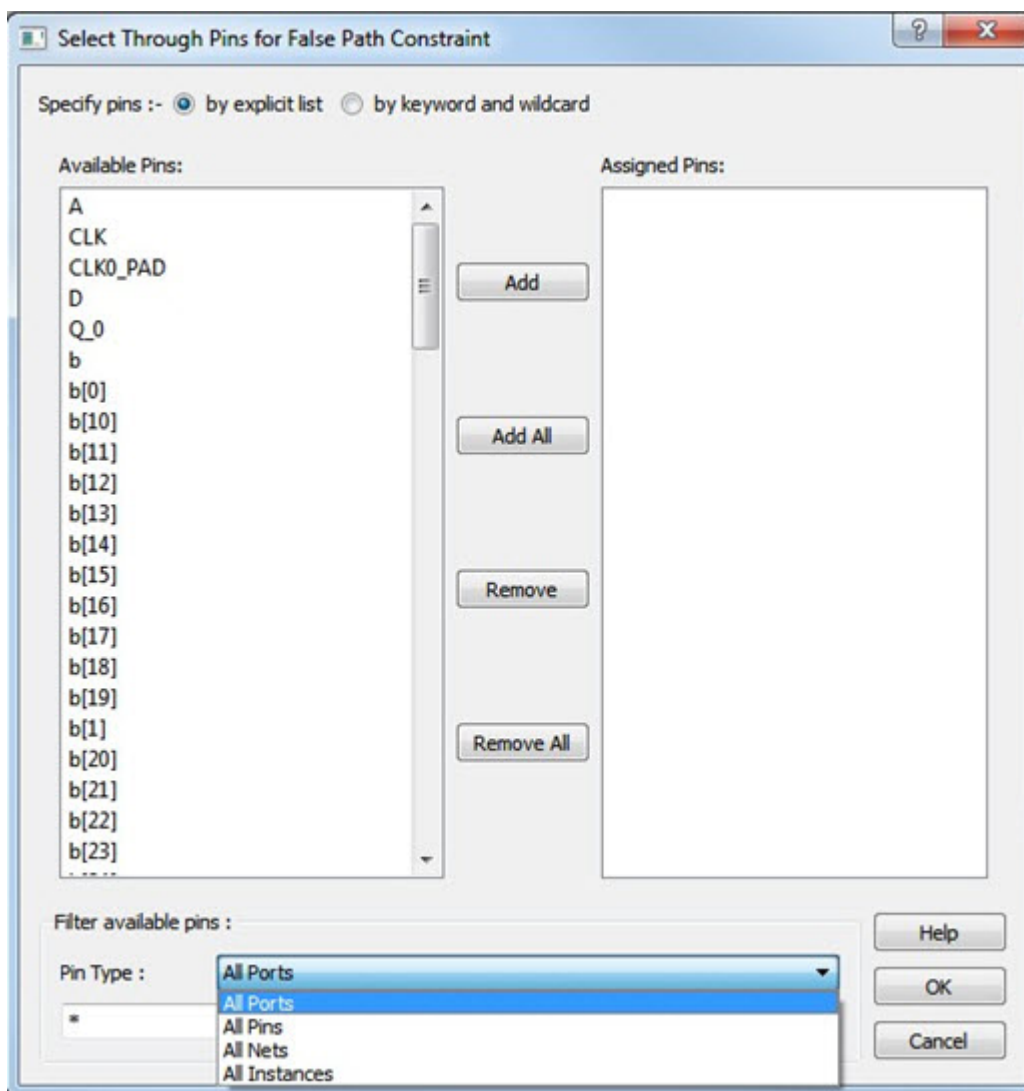 Select Through Pins for False Path Constraint
Specify pins :- by explicit list by keyword and wildcard
Available Pins:
Assigned Pins:
A
CLK
CLK0_PAD
D
Q_0
b
b[0]
b[10]
b[11]
b[12]
b[13]
b[14]
b[15]
b[16]
b[17]
b[18]
b[19]
b[1]
b[20]
b[21]
b[22]
b[23]
Add
Add All
Remove
Remove All
Filter available pins :
Pin Type :
All Ports
All Ports
All Pins
All Nets
All Instances
*
Help
OK
Cancel